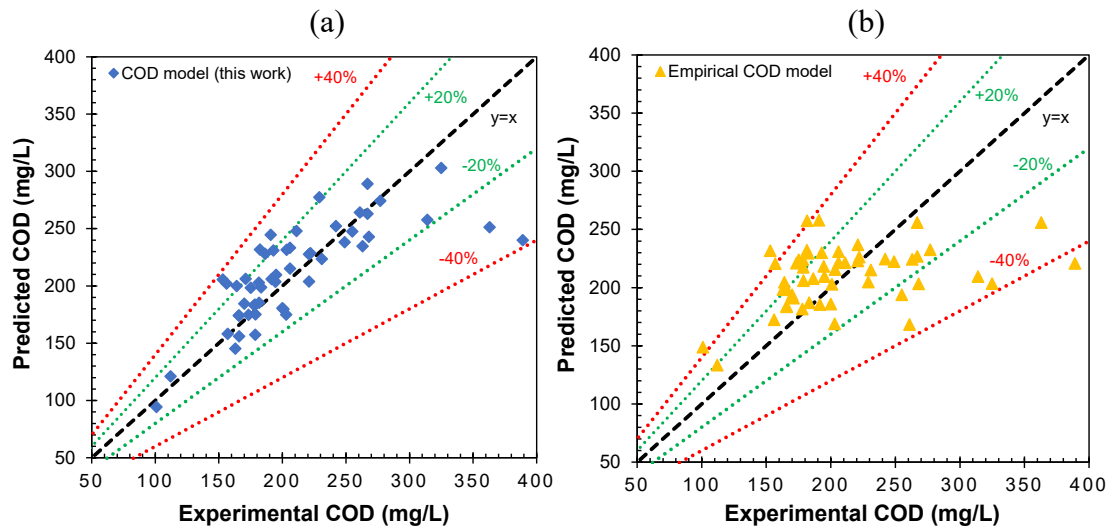 (a)
(b)
COD model (this work)
+40%
+20%
y=x
-20%
-40%
400
350
300
250
200
150
100
50
50 100 150 200 250 300 350 400
Predicted COD (mg/L)
Experimental COD (mg/L)
Empirical COD model
+40%
+20%
y=x
-20%
-40%
400
350
300
250
200
150
100
50
50 100 150 200 250 300 350 400
Predicted COD (mg/L)
Experimental COD (mg/L)